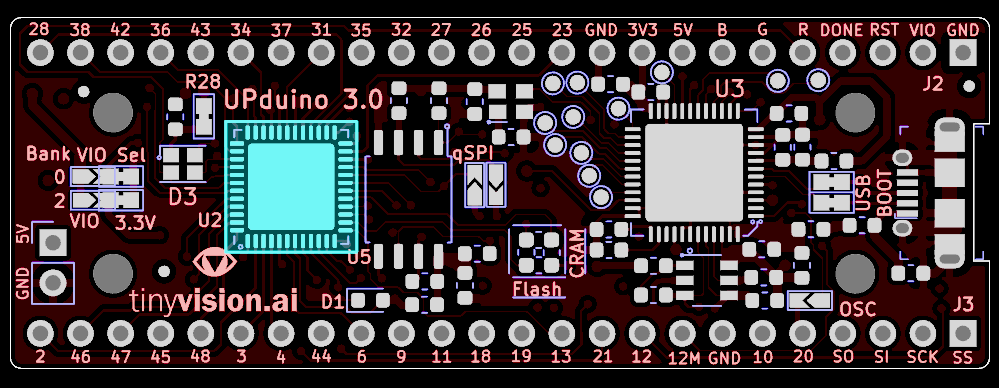 28 38 42 36 43 34 37 31 35 32 27 26 25 23 GND 3V3 5V B G R DONE RST VIO GND
R28
J2
UPduino 3.0
U3
Bank VIO Sel
qSPI
0
D3
USB
BOOT
2
VIO 3.3V
U2
5V
U5
CRAM
GND
Flash
tinyvision.ai
D1
OSC
J3
2 46 47 45 48 3 4 44 6 9 11 18 19 13 21 12 12M GND 10 20 SO SI SCK SS